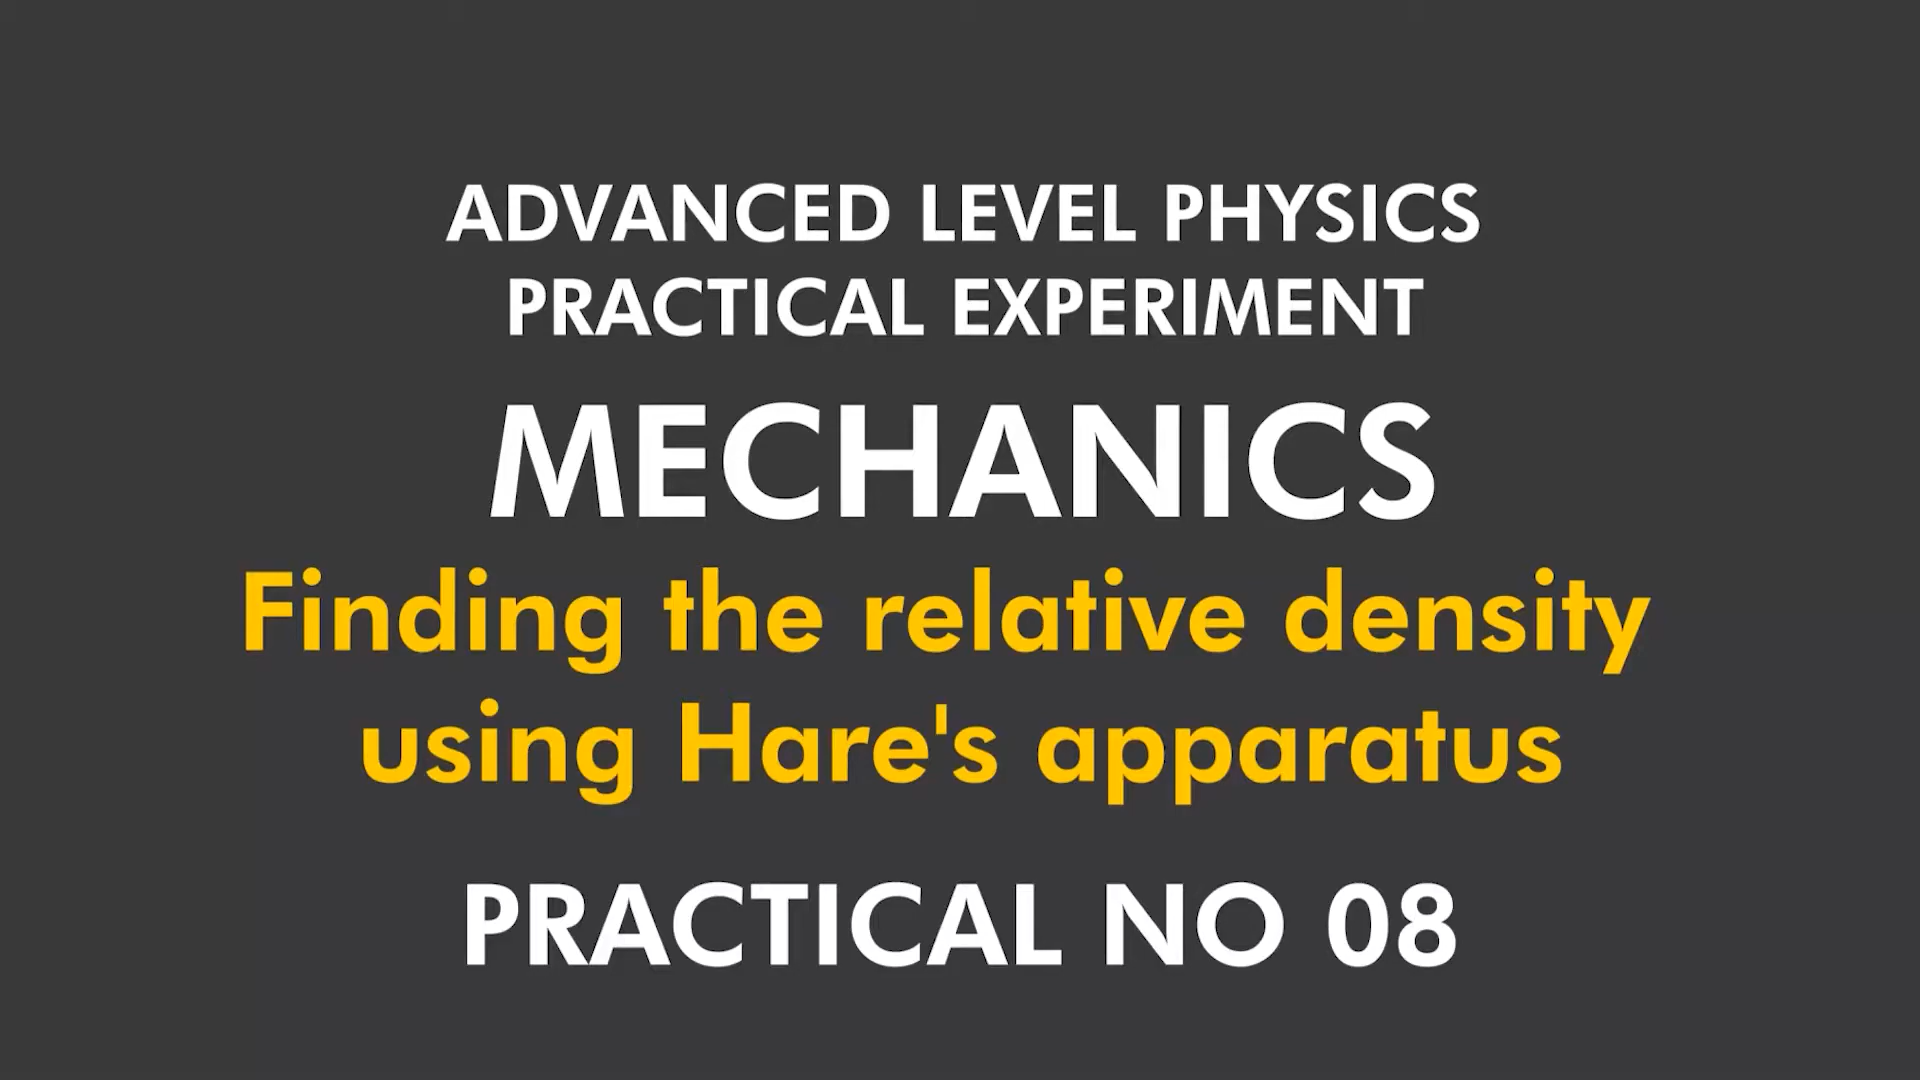 ADVANCED LEVEL PHYSICS
PRACTICAL EXPERIMENT
MECHANICS
Finding the relative density
using Hare's apparatus
PRACTICAL NO 08